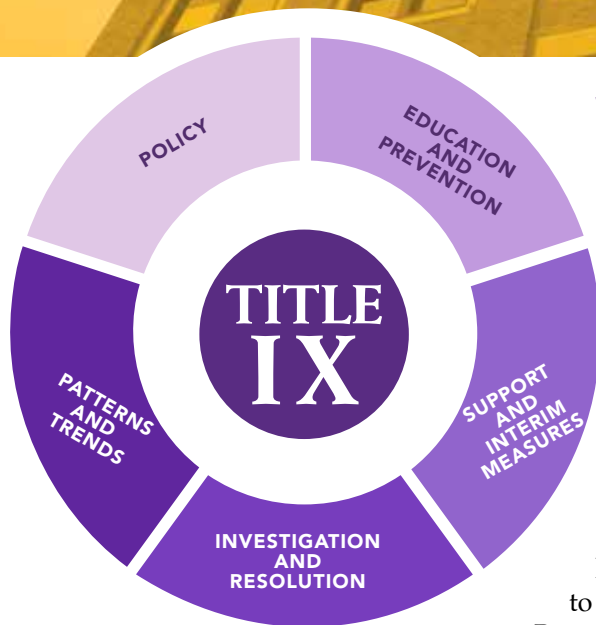 POLICY
EDUCATION
AND
PREVENTION
TITLE
IX
PATTERNS
AND
TRENDS
SUPPORT
AND
INTERIM
MEASURES
INVESTIGATION
AND
RESOLUTION
to